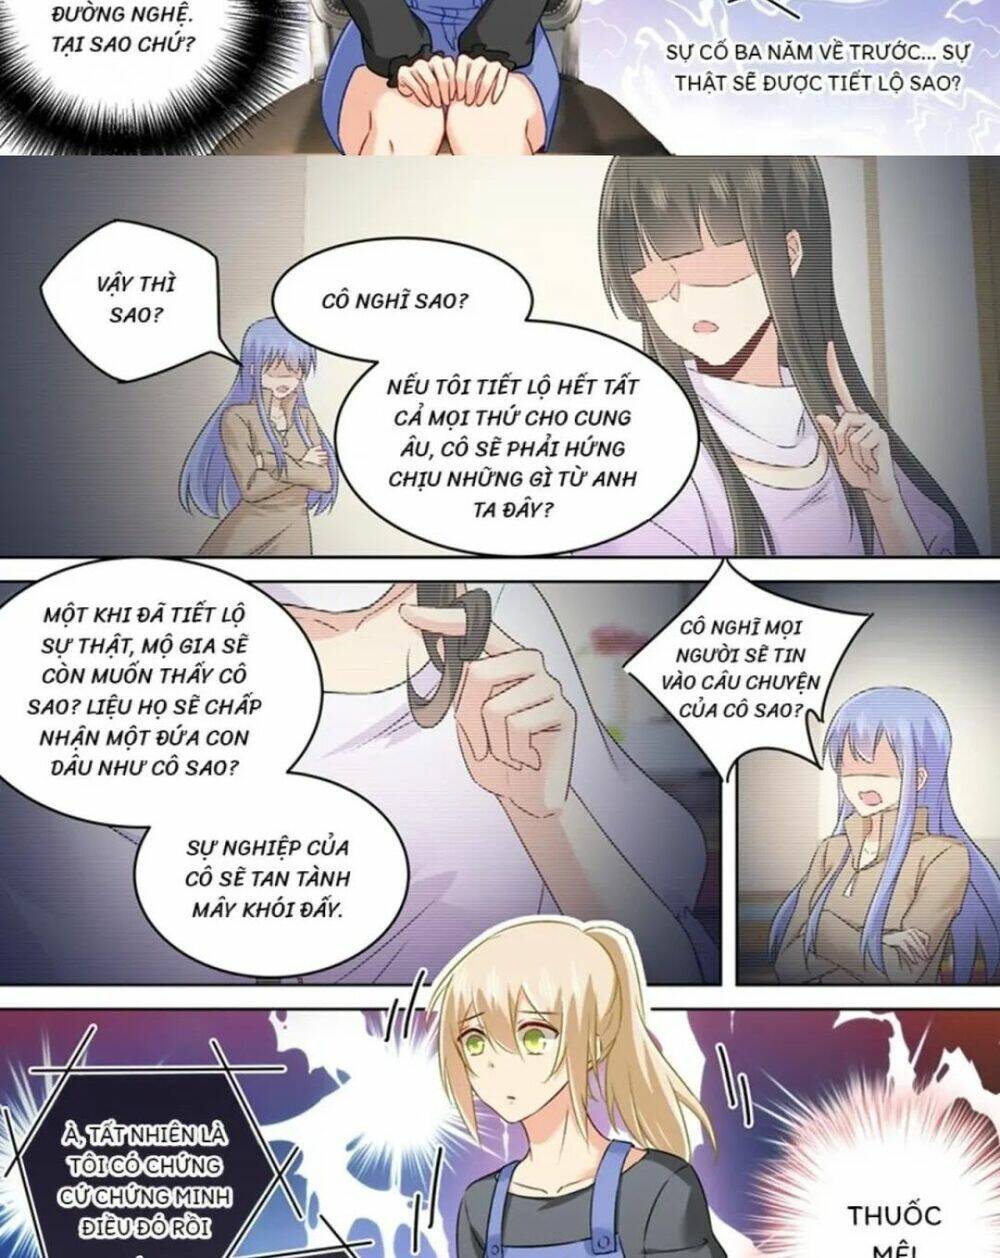 ĐƯỜNG NGHỆ.
TẠI SAO CHỨ?
SỰ CỐ BA NĂM VỀ TRƯỚC... SỰ
THẬT SẼ ĐƯỢC TIẾT LỘ SAO?
VẬY THÌ
SAO?
CÔ NGHĨ SAO?
NẾU TÔI TIẾT LỘ HẾT TẤT
CẢ MỌI THỨ CHO CUNG
ÂU, CÔ SẼ PHẢI HỨNG
CHỊU NHỮNG GÌ TỪ ANH
TA ĐÂY?
MỘT KHI ĐÃ TIẾT LỘ
SỰ THẬT, MỘ GIA SẼ
CÒN MUỐN THẤY CÔ
SAO? LIỆU HỌ SẼ CHẤP
NHẬN MỘT ĐỨA CON
DÂU NHƯ CÔ SAO?
CÔ NGHĨ MỌI
NGƯỜI SẼ TIN
VÀO CÂU CHUYỆN
CỦA CÔ SAO?
SỰ NGHIỆP CỦA
CÔ SẼ TAN TÀNH
MÂY KHÓI ĐẤY.
À, TẤT NHIÊN LÀ
TÔI CÓ CHỨNG
CỨ CHỨNG MINH
ĐIỀU ĐÓ RỒI
THUỐC
MÊ!